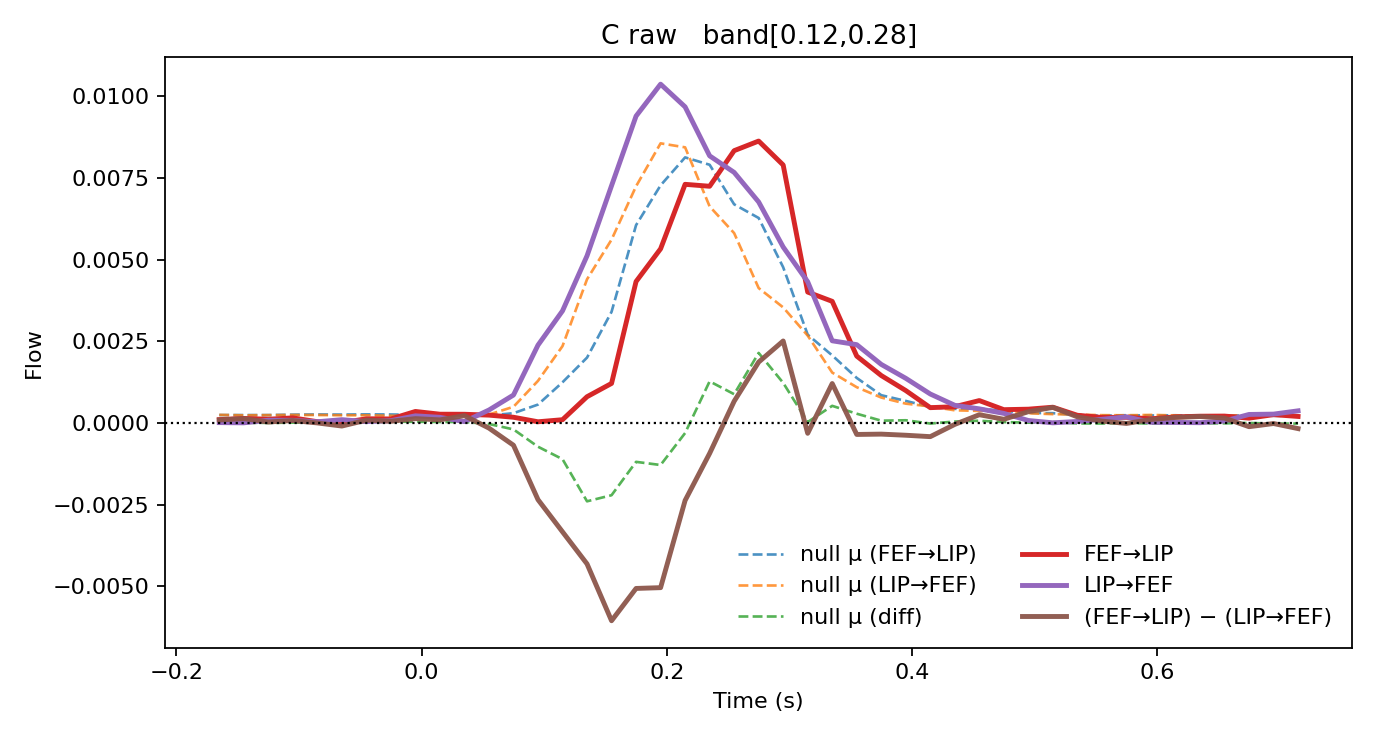 C raw   band[0.12,0.28]
0.0100
0.0075
0.0050
0.0025
0.0000
−0.0025
−0.0050
Flow
−0.2
0.0
0.2
0.4
0.6
Time (s)
null μ (FEF→LIP)
null μ (LIP→FEF)
null μ (diff)
FEF→LIP
LIP→FEF
(FEF→LIP) − (LIP→FEF)